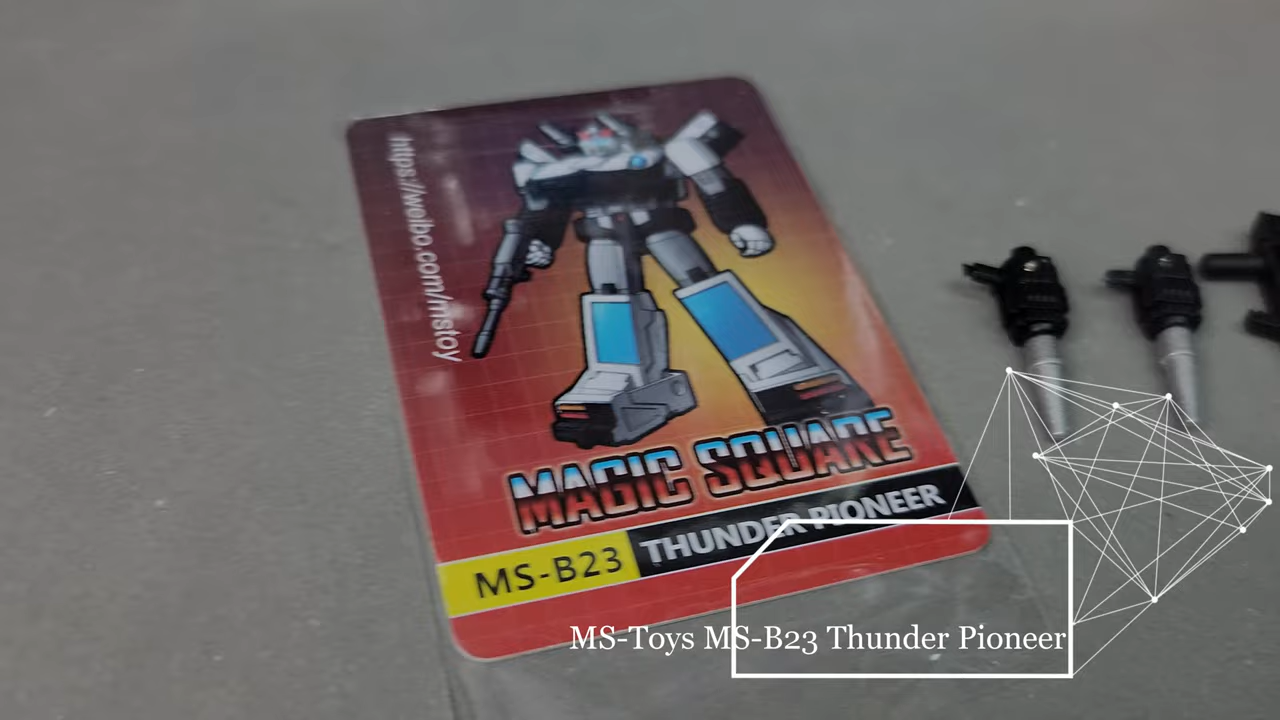 https://weibo.com/mstoy
MAGIC SQUARE
MS-B23 THUNDER PIONEER
MS-Toys MS-B23 Thunder Pioneer